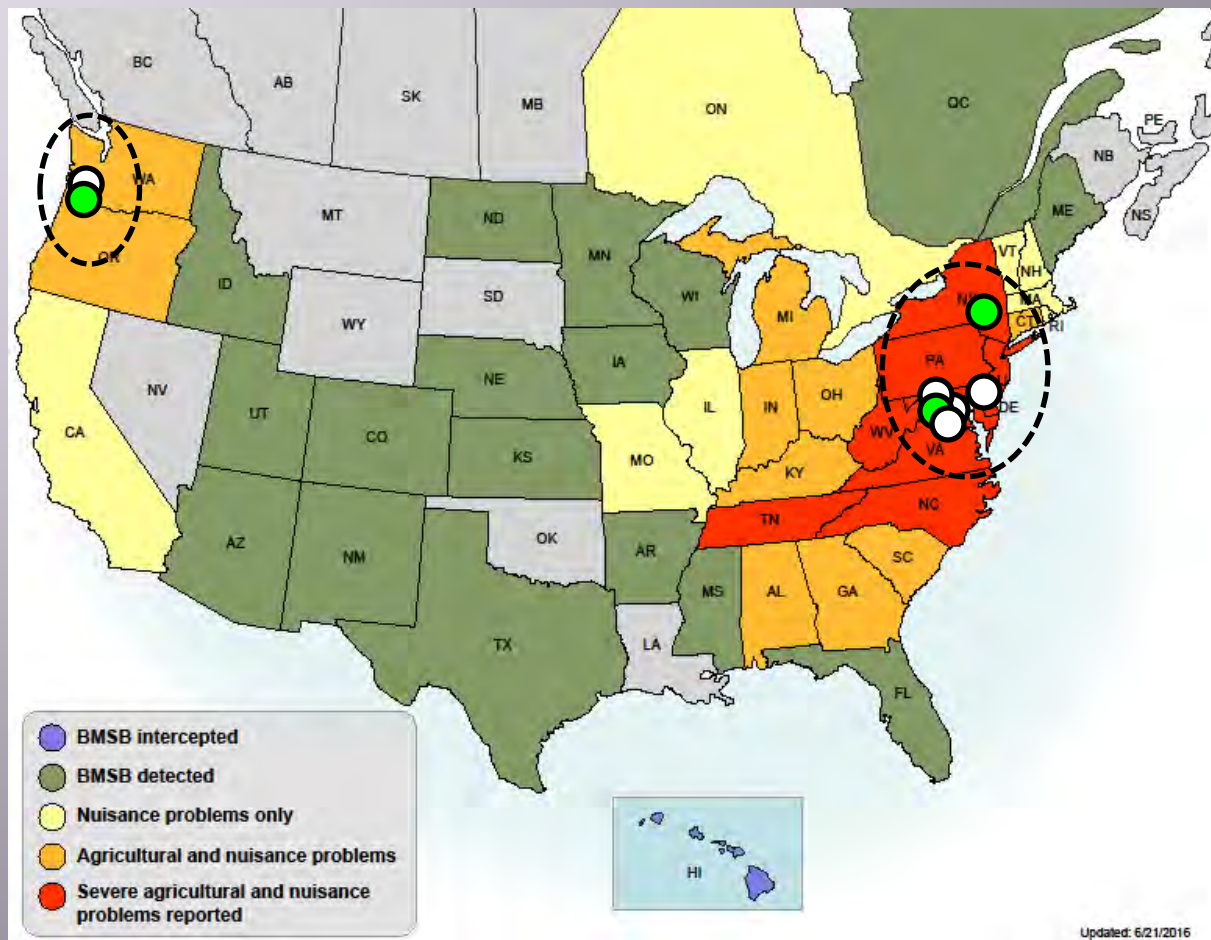 BC
AB
SK
MB
ON
QC
PE
NB
NS
WA
MT
ND
MN
ME
VT
NH
OR
ID
SD
WI
MI
MA
CT
RI
WY
NE
IA
PA
NV
UT
CO
IL
IN
OH
DE
CA
KS
MO
WV
VA
KY
AZ
NM
OK
AR
TN
NC
SC
MS
AL
GA
TX
LA
FL
BMSB intercepted
BMSB detected
Nuisance problems only
Agricultural and nuisance problems
Severe agricultural and nuisance
problems reported
HI
Updated: 6/21/2016